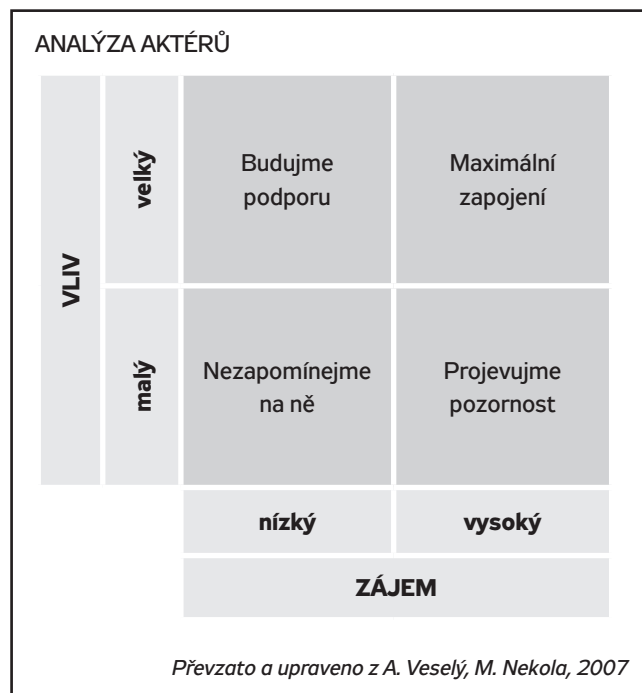 ANALÝZA AKTÉRŮ
VLIV
velký
Budujme
podporu
Maximální
zapojení
malý
Nezapomínejme
na ně
Projevujme
pozornost
nízký
vysoký
ZÁJEM
Převzato a upraveno z A. Veselý, M. Nekola, 2007